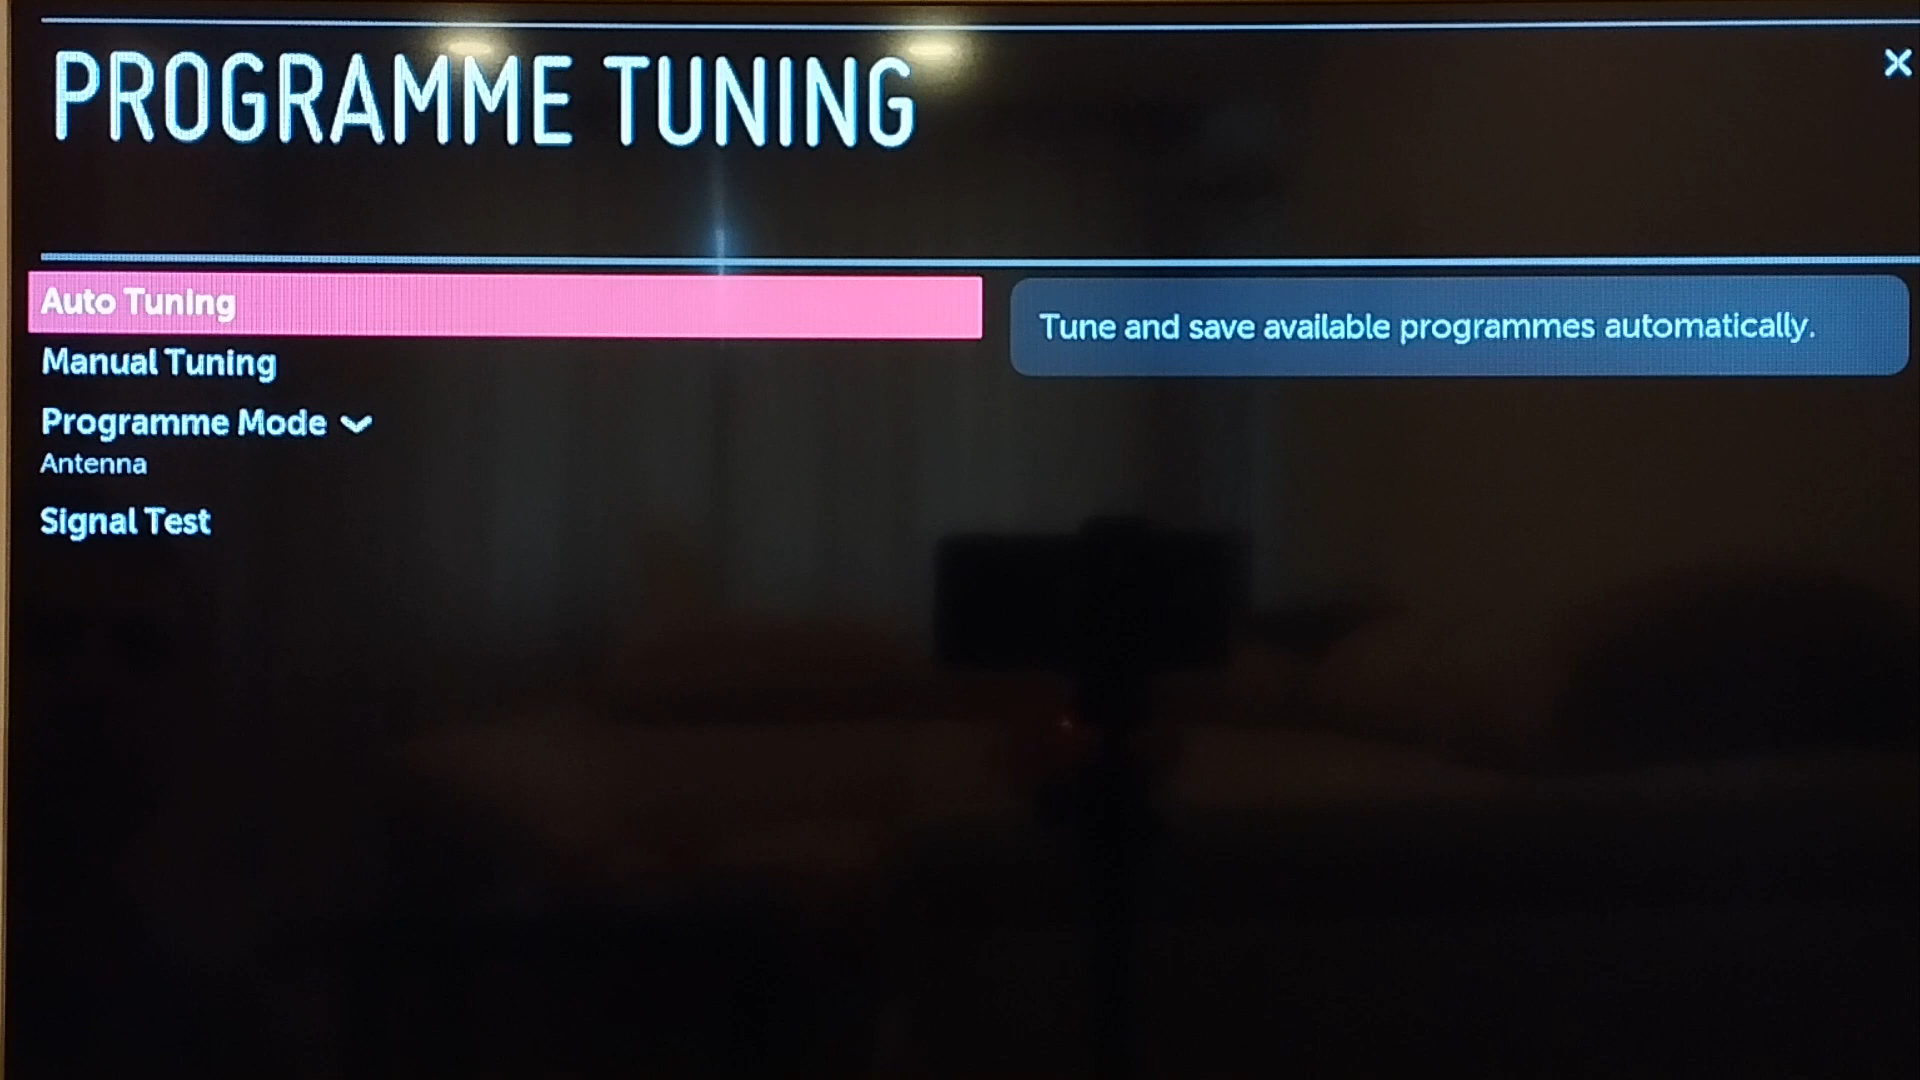 PROGRAMME TUNING
Auto Tuning
Tune and save available programmes automatically.
Manual Tuning
Programme Mode
Antenna
Signal Test